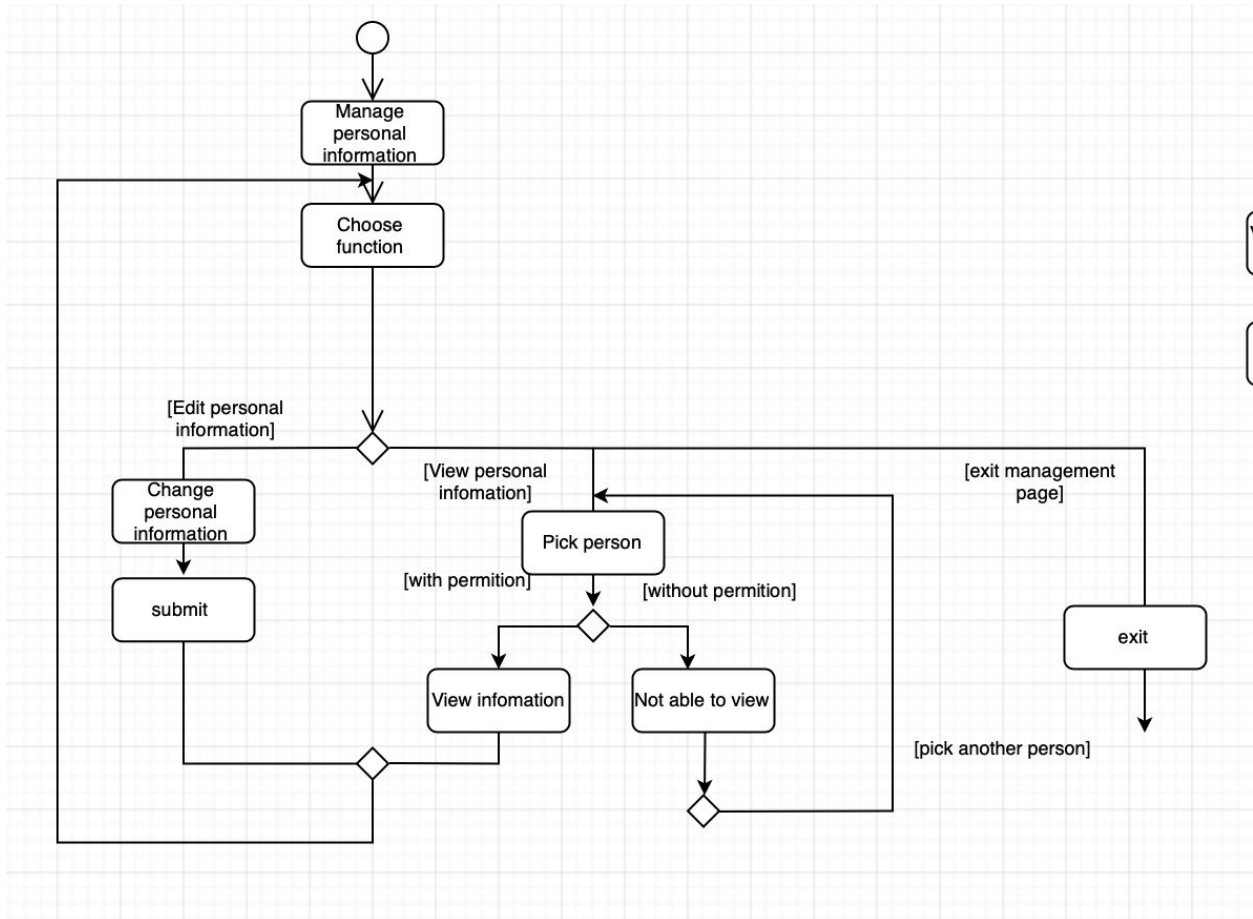 Manage
personal
information
Choose
function
[Edit personal
information]
[View personal
infomation]
[exit management
page]
Change
personal
information
Pick person
[with permition]
[without permition]
submit
exit
View infomation
Not able to view
[pick another person]